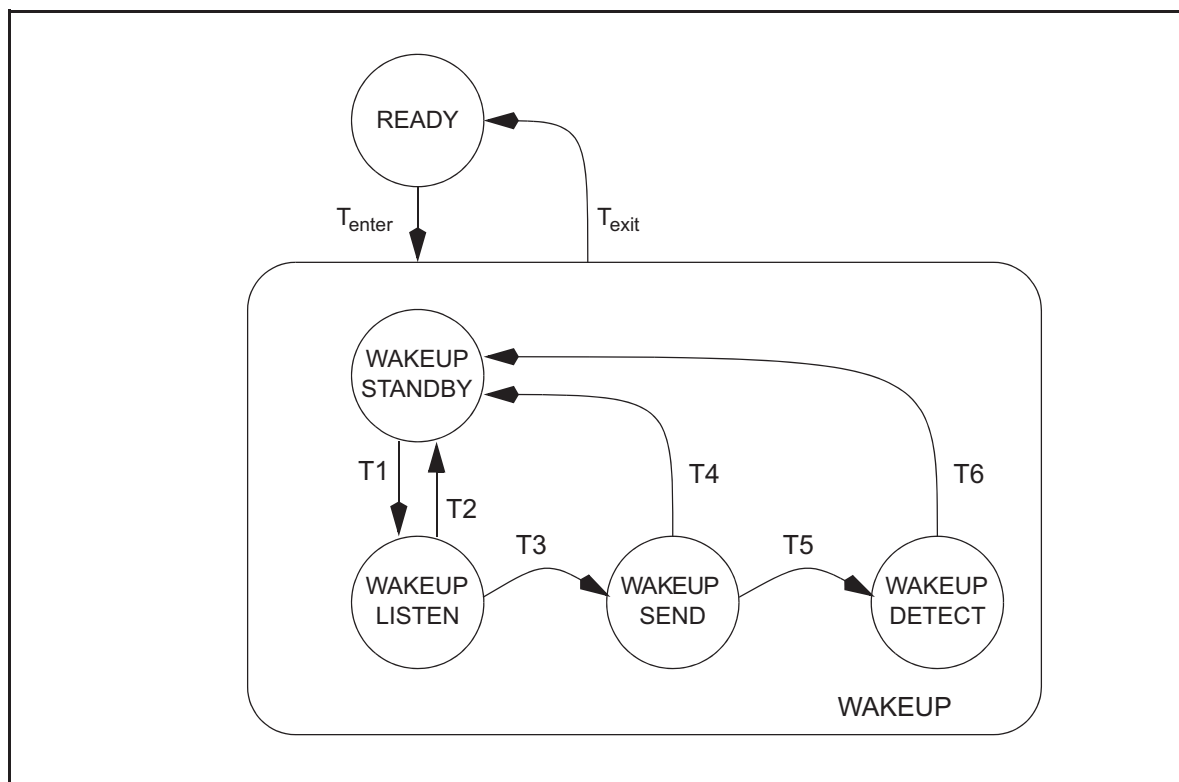 READY
Tenter
Texit
WAKEUP
STANDBY
T1
T2
T4
T6
T3
T5
WAKEUP
LISTEN
WAKEUP
SEND
WAKEUP
DETECT
WAKEUP